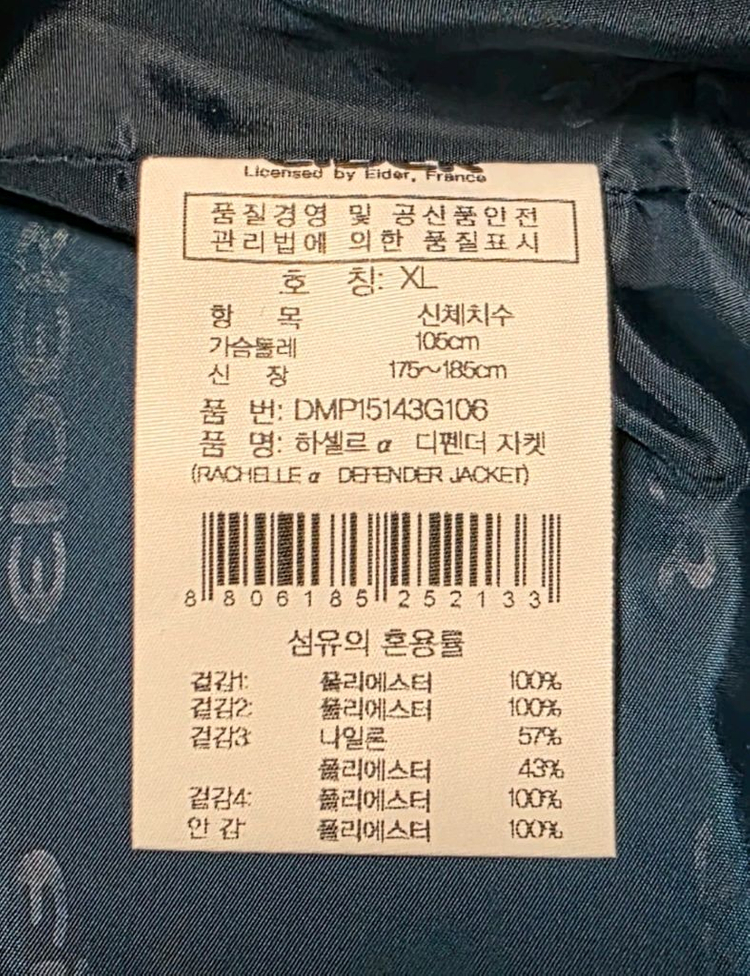 EIDER
Licensed by Eider, France
품질경영 및 공신품안전
관리법에 의한 품질표시
호 칭: XL
항 목 신체치수
가슴둘레 105cm
신 장 175~185cm
품 번: DMP15143G106
품 명: 하셀르 α 디펜더 자켓
(RACHELLE α DEFENDER JACKET)
8 806185 252133
섬유의 혼용률
겉감1: 폴리에스터 100%
겉감2: 폴리에스터 100%
겉감3: 나일론 57%
폴리에스터 43%
겉감4: 폴리에스터 100%
안 감 폴리에스터 100%
EIDER